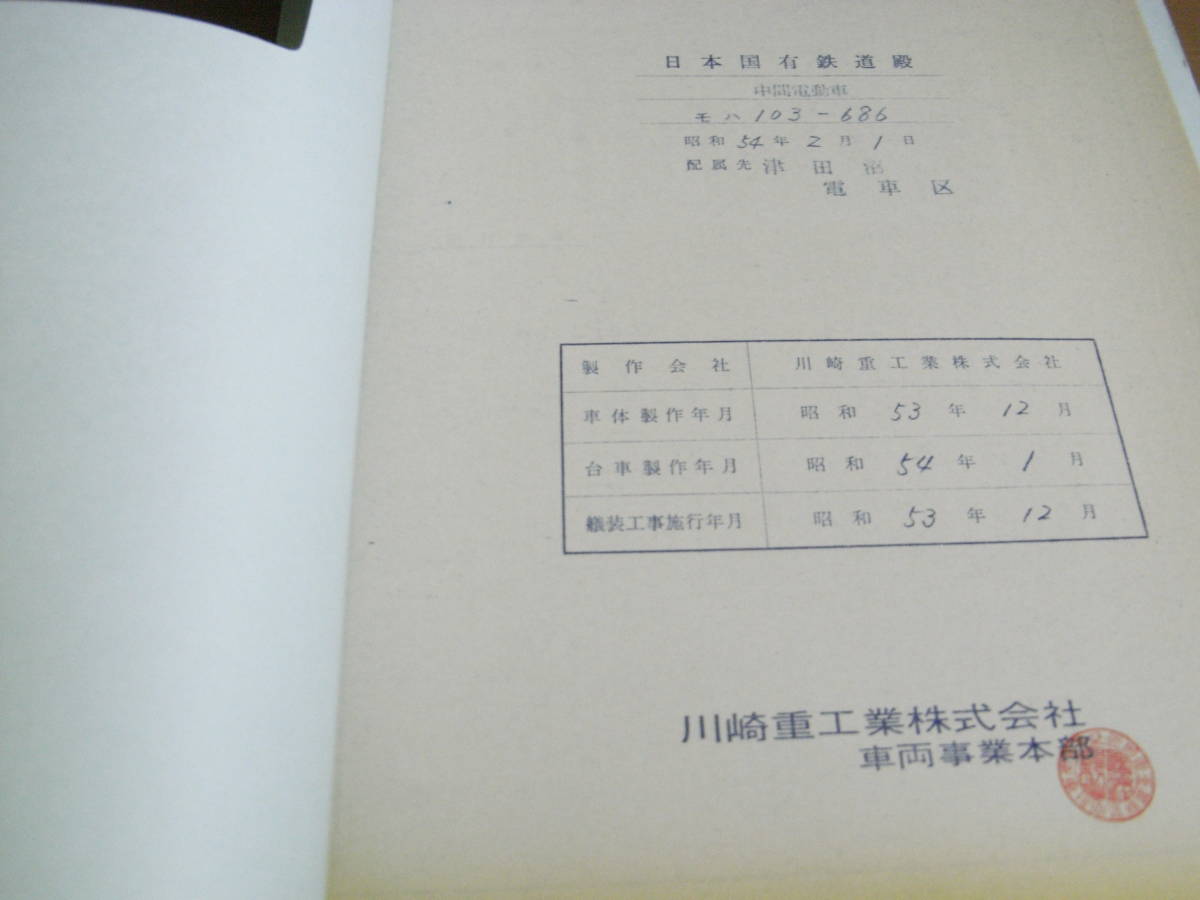 日本国有鉄道殿
中間電動車
モハ103-686
昭和54年2月1日
配属先 津田沼
電車区
製作会社 川崎重工業株式会社
車体製作年月 昭和 53 年 12 月
台車製作年月 昭和 54 年 1 月
艤装工事施行年月 昭和 53 年 12 月
川崎重工業株式会社
車両事業本部